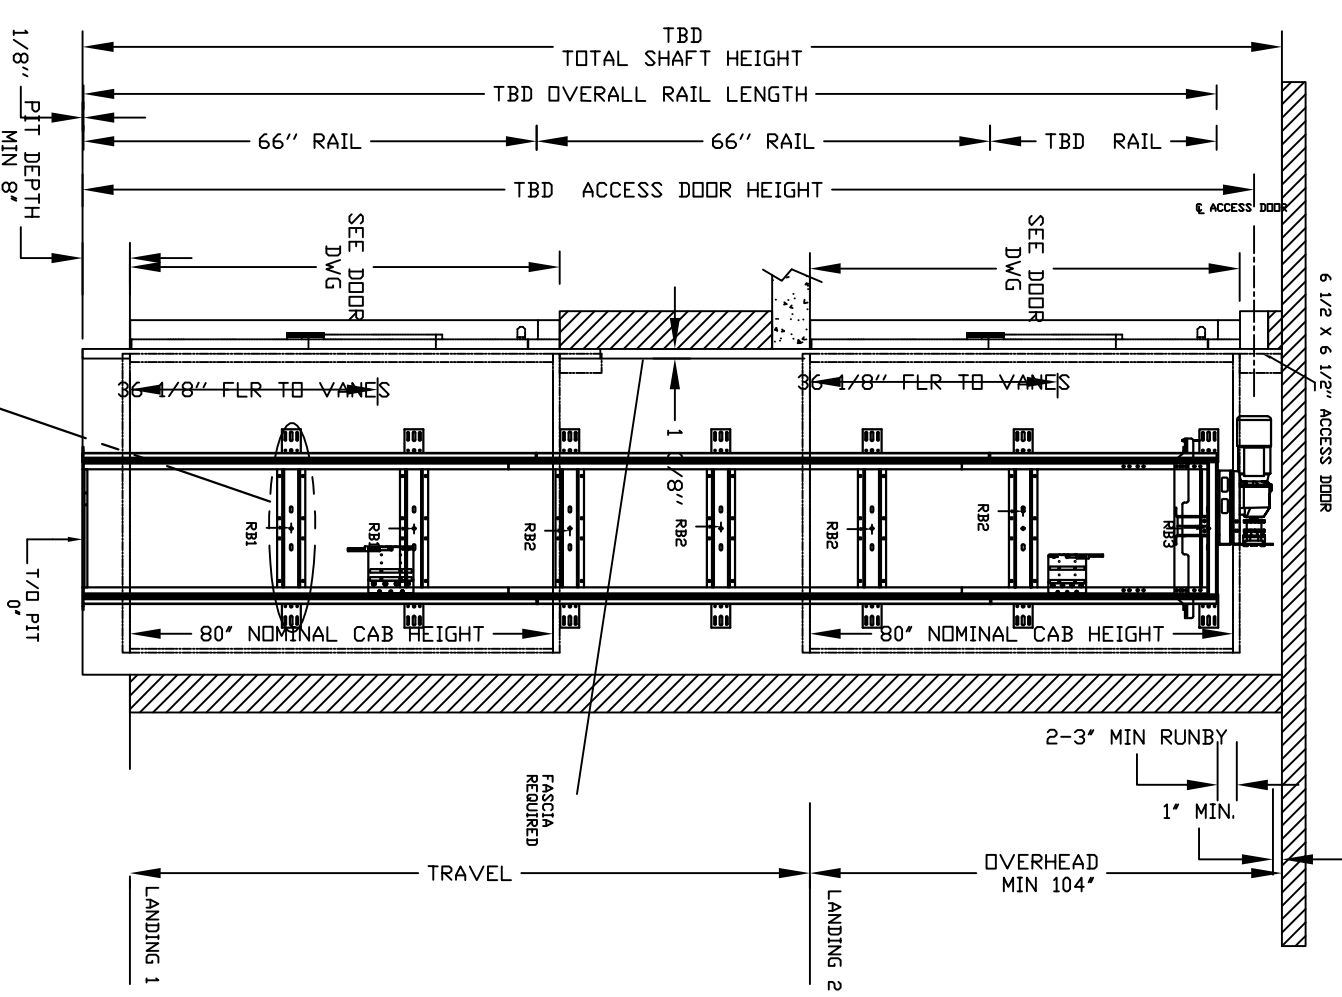 TBD
TOTAL SHAFT HEIGHT
TBD OVERALL RAIL LENGTH
66'' RAIL
66'' RAIL
TBD RAIL
TBD ACCESS DOOR HEIGHT
℄ ACCESS DOOR
1/8''
PIT DEPTH
MIN 8"
SEE DOOR
DWG
SEE DOOR
DWG
6 1/2 X 6 1/2" ACCESS DOOR
36 1/8'' FLR TO VANES
36 1/8'' FLR TO VANES
RB1
RB2
RB2
RB2
RB2
RB3
T/O PIT
0"
80" NOMINAL CAB HEIGHT
80" NOMINAL CAB HEIGHT
2-3" MIN RUNBY
1" MIN.
FASCIA
REQUIRED
TRAVEL
OVERHEAD
MIN 104"
LANDING 1
LANDING 2